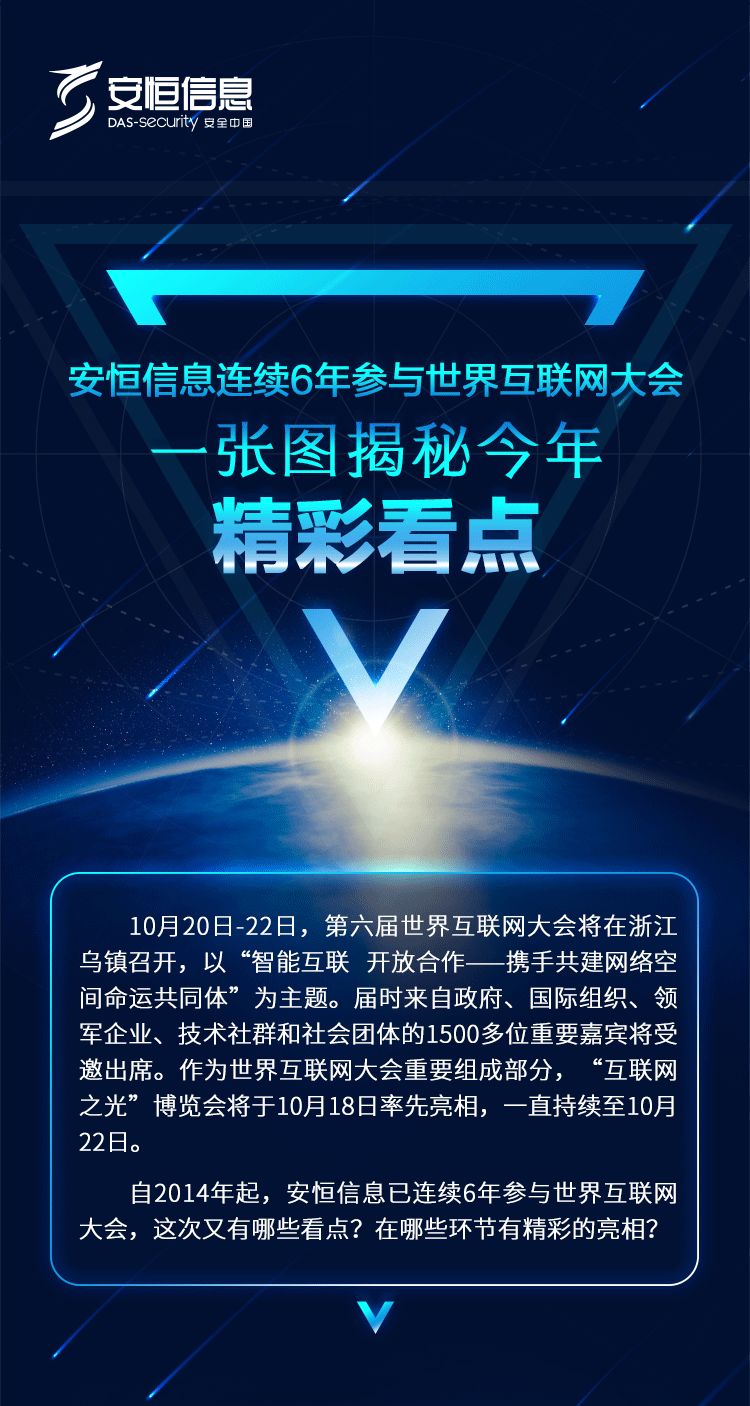 安恒信息
DAS-security 安全中国
安恒信息连续6年参与世界互联网大会
一张图揭秘今年
精彩看点
10月20日-22日，第六届世界互联网大会将在浙江
乌镇召开，以“智能互联 开放合作——携手共建网络空
间命运共同体”为主题。届时来自政府、国际组织、领
军企业、技术社群和社会团体的1500多位重要嘉宾将受
邀出席。作为世界互联网大会重要组成部分，“互联网
之光”博览会将于10月18日率先亮相，一直持续至10月
22日。
自2014年起，安恒信息已连续6年参与世界互联网
大会，这次又有哪些看点？在哪些环节有精彩的亮相？